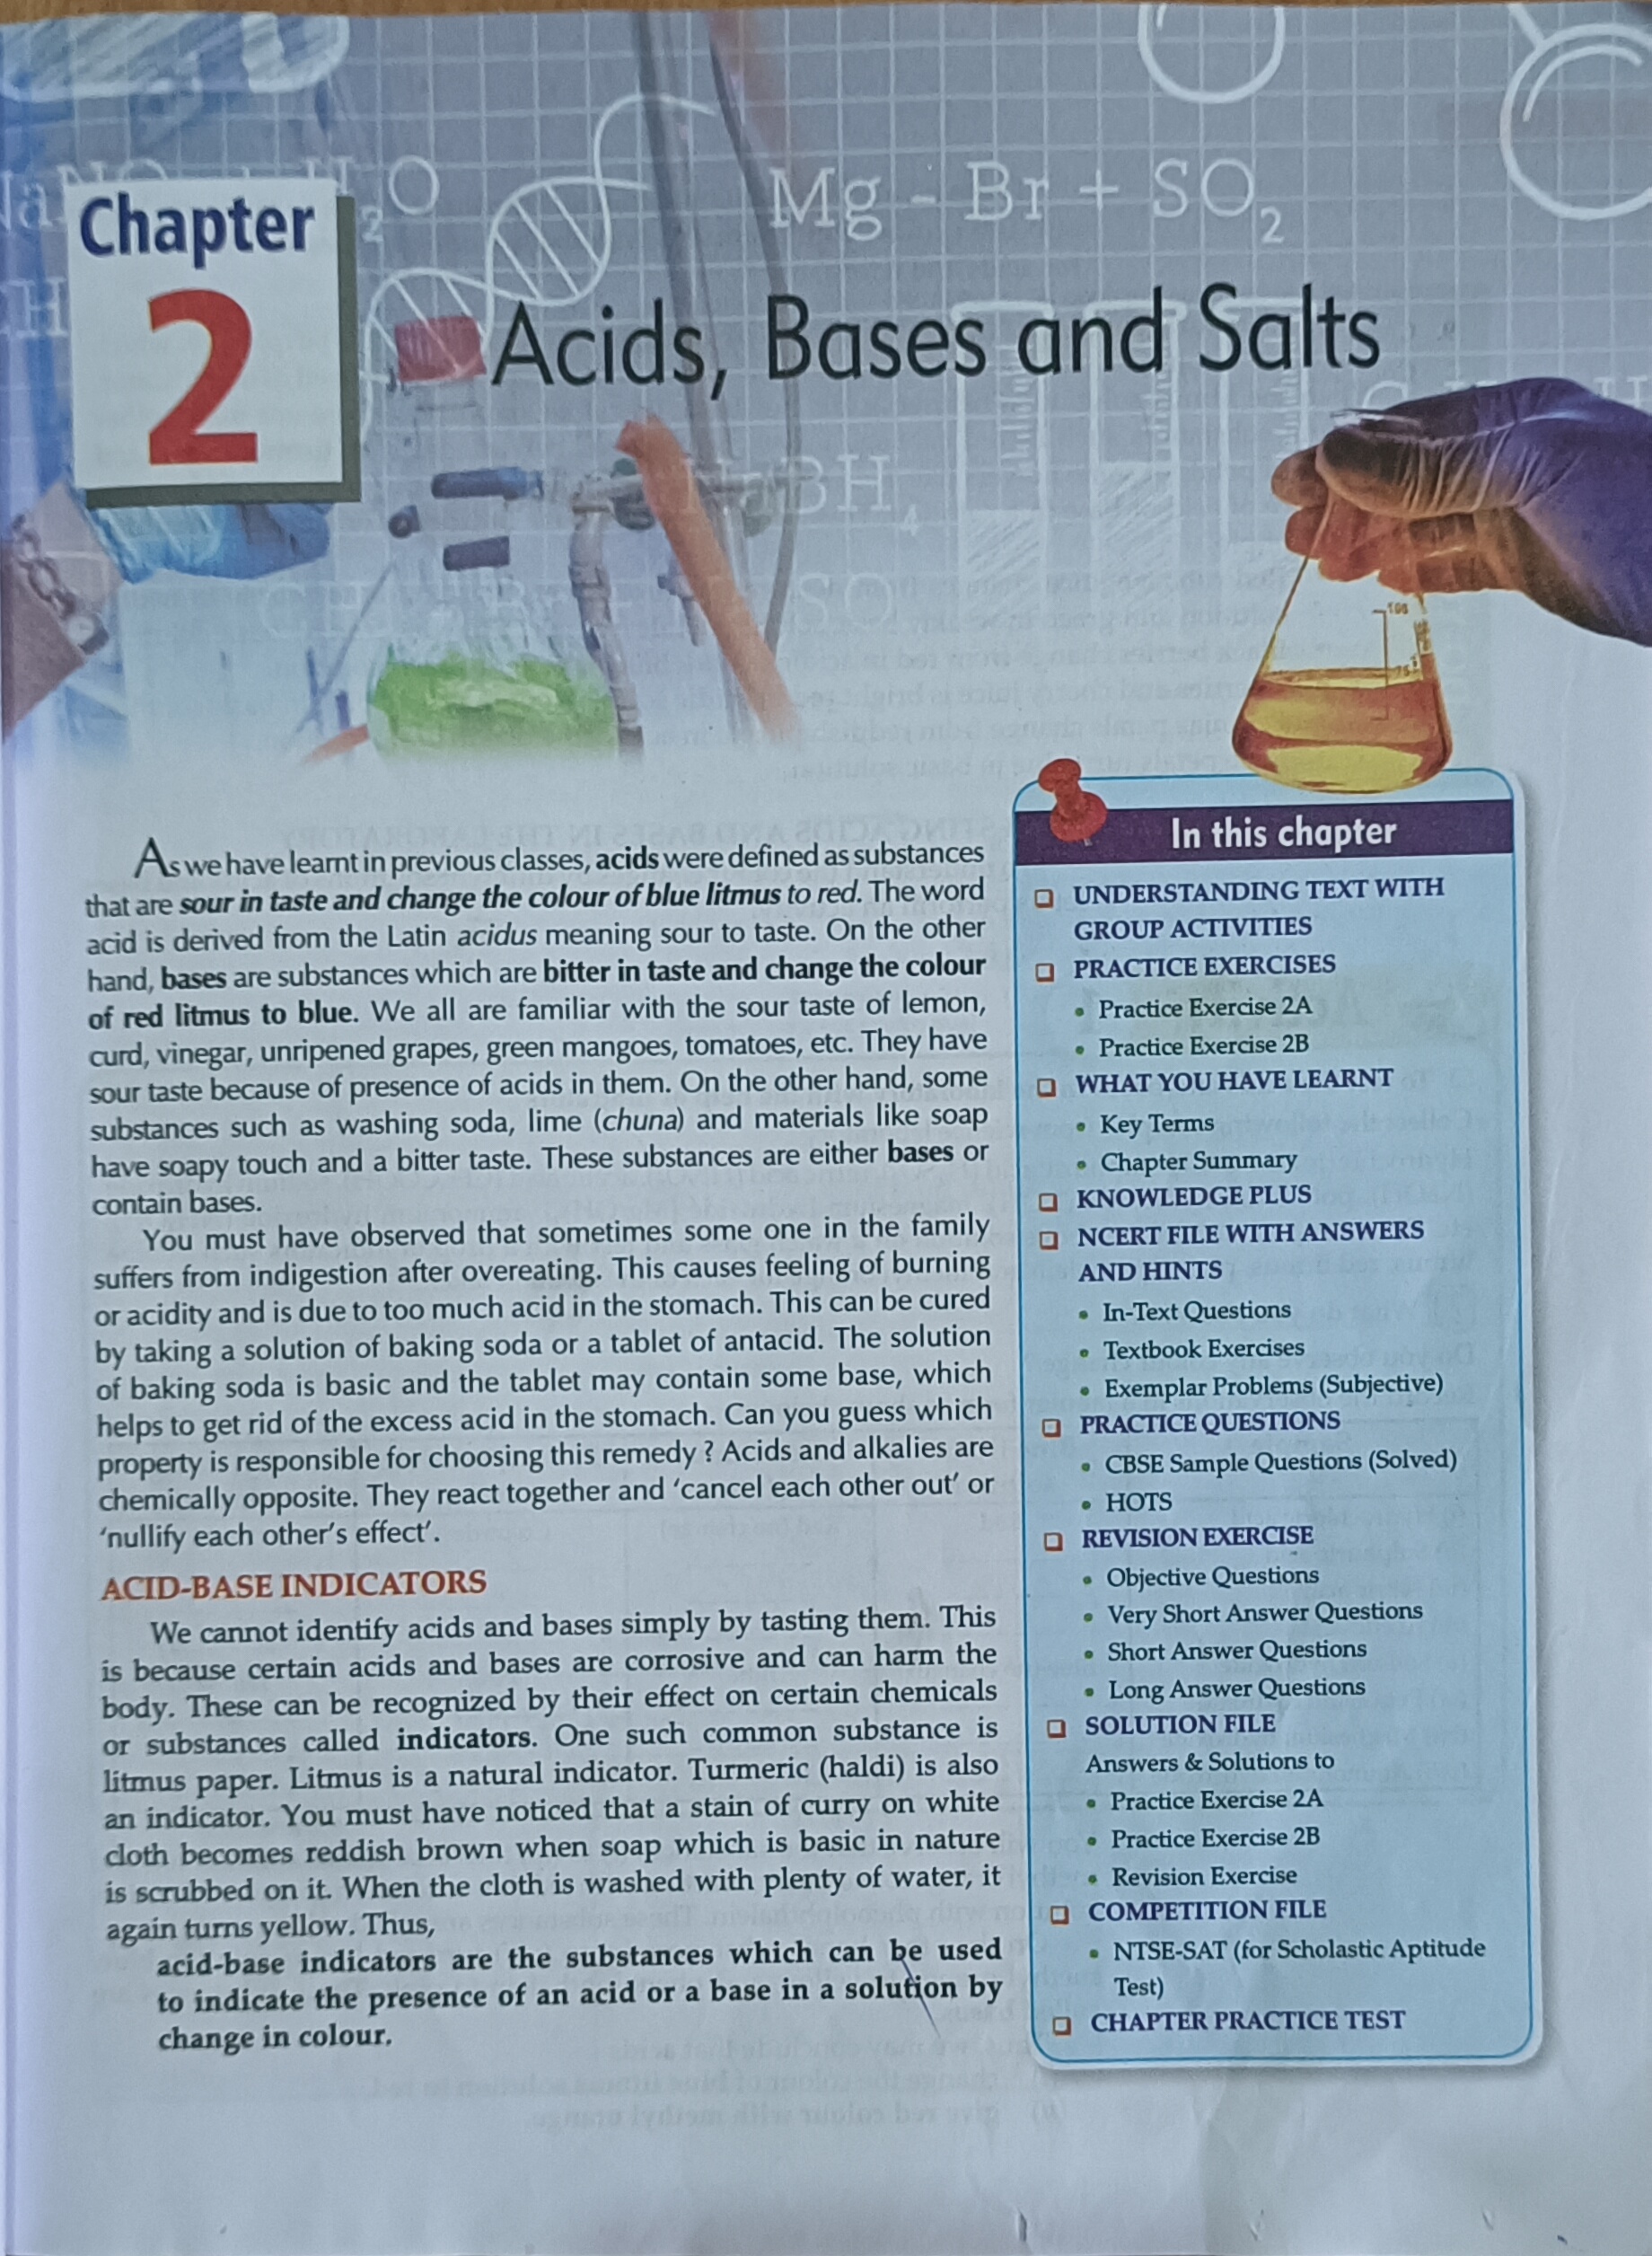 Mg - Br + SO2
H2O
Chapter
2
Acids, Bases and Salts
BH4
SO
100
75
As we have learnt in previous classes, acids were defined as substances
that are sour in taste and change the colour of blue litmus to red. The word
acid is derived from the Latin acidus meaning sour to taste. On the other
hand, bases are substances which are bitter in taste and change the colour
of red litmus to blue. We all are familiar with the sour taste of lemon,
curd, vinegar, unripened grapes, green mangoes, tomatoes, etc. They have
sour taste because of presence of acids in them. On the other hand, some
substances such as washing soda, lime (chuna) and materials like soap
have soapy touch and a bitter taste. These substances are either bases or
contain bases.
You must have observed that sometimes some one in the family
suffers from indigestion after overeating. This causes feeling of burning
or acidity and is due to too much acid in the stomach. This can be cured
by taking a solution of baking soda or a tablet of antacid. The solution
of baking soda is basic and the tablet may contain some base, which
helps to get rid of the excess acid in the stomach. Can you guess which
property is responsible for choosing this remedy ? Acids and alkalies are
chemically opposite. They react together and ‘cancel each other out’ or
‘nullify each other’s effect’.
ACID-BASE INDICATORS
We cannot identify acids and bases simply by tasting them. This
is because certain acids and bases are corrosive and can harm the
body. These can be recognized by their effect on certain chemicals
or substances called indicators. One such common substance is
litmus paper. Litmus is a natural indicator. Turmeric (haldi) is also
an indicator. You must have noticed that a stain of curry on white
cloth becomes reddish brown when soap which is basic in nature
is scrubbed on it. When the cloth is washed with plenty of water, it
again turns yellow. Thus,
acid-base indicators are the substances which can be used
to indicate the presence of an acid or a base in a solution by
change in colour.
In this chapter
UNDERSTANDING TEXT WITH
GROUP ACTIVITIES
PRACTICE EXERCISES
• Practice Exercise 2A
• Practice Exercise 2B
WHAT YOU HAVE LEARNT
• Key Terms
• Chapter Summary
KNOWLEDGE PLUS
NCERT FILE WITH ANSWERS
AND HINTS
• In-Text Questions
• Textbook Exercises
• Exemplar Problems (Subjective)
PRACTICE QUESTIONS
• CBSE Sample Questions (Solved)
• HOTS
REVISION EXERCISE
• Objective Questions
• Very Short Answer Questions
• Short Answer Questions
• Long Answer Questions
SOLUTION FILE
Answers & Solutions to
• Practice Exercise 2A
• Practice Exercise 2B
• Revision Exercise
COMPETITION FILE
• NTSE-SAT (for Scholastic Aptitude
Test)
CHAPTER PRACTICE TEST